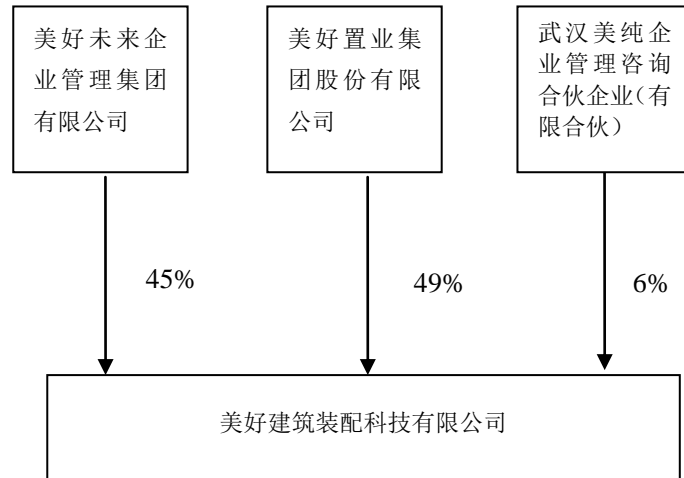 美好未来企
业管理集团
有限公司
美好置业集
团股份有限
公司
武汉美纯企
业管理咨询
合伙企业（有
限合伙）
45%
49%
6%
美好建筑装配科技有限公司